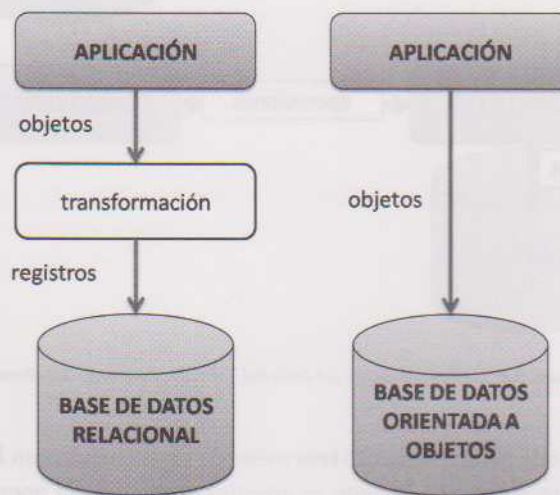 APLICACIÓN
objetos
transformación
registros
BASE DE DATOS
RELACIONAL
APLICACIÓN
objetos
BASE DE DATOS
ORIENTADA A
OBJETOS